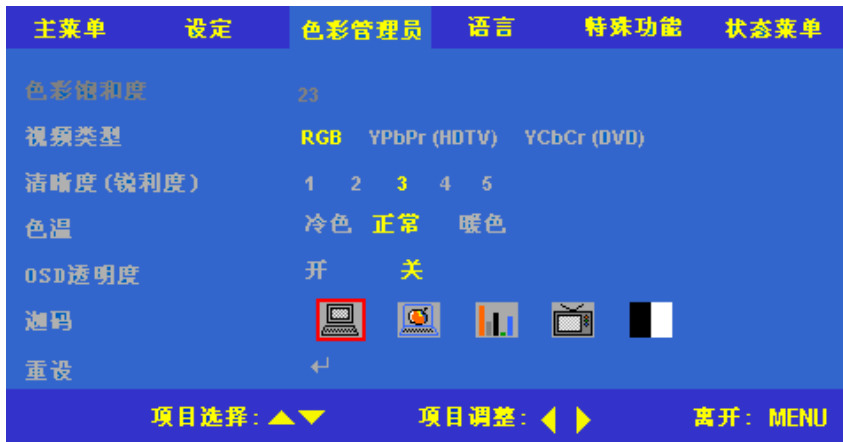 主菜单 设定 色彩管理员 语言 特殊功能 状态菜单
色彩饱和度 23
视频类型 RGB YPbPr (HDTV) YCbCr (DVD)
清晰度(锐利度) 1 2 3 4 5
色温 冷色 正常 暖色
OSD透明度 开 关
迦码
重设
项目选择: 项目调整: 离开: MENU